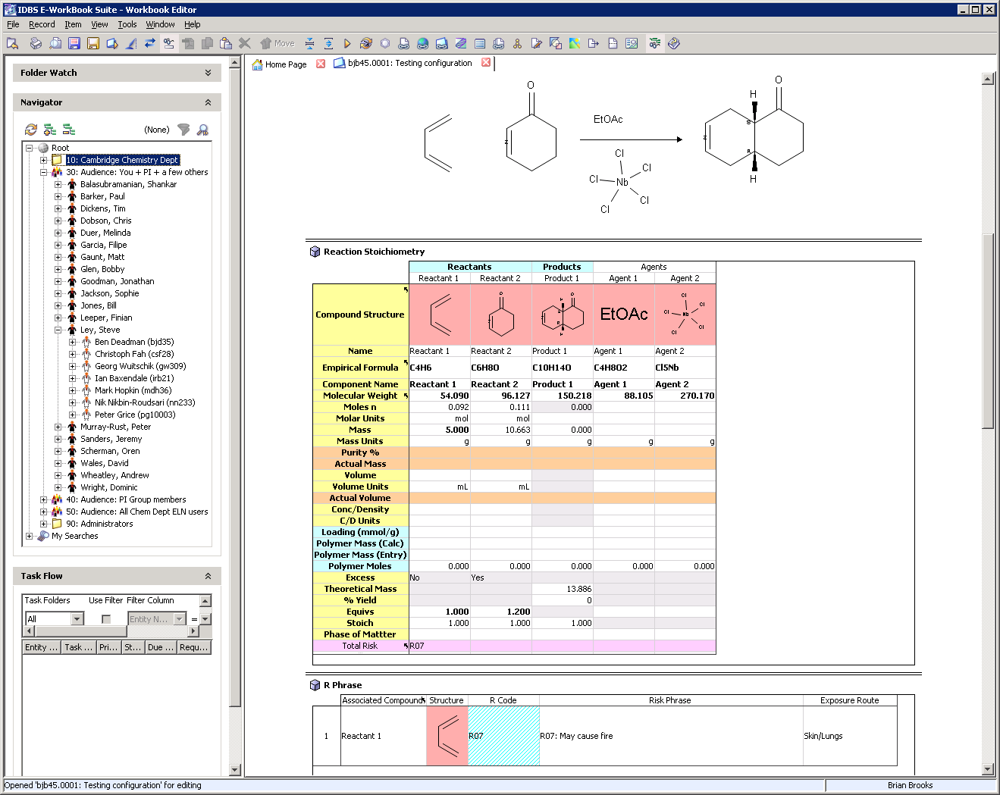 IDBS E-WorkBook Suite - Workbook Editor
File Record Item View Tools Window Help
Move
Folder Watch
Navigator
(None)
Root
10: Cambridge Chemistry Dept
30: Audience: You + PI + a few others
Balasubramanian, Shankar
Barker, Paul
Dickens, Tim
Dobson, Chris
Duer, Melinda
Garcia, Filipe
Gaunt, Matt
Glen, Bobby
Goodman, Jonathan
Jackson, Sophie
Jones, Bill
Leeper, Finian
Ley, Steve
Ben Deadman (bjd35)
Christoph Fah (csf28)
Georg Wuitschik (gw309)
Ian Baxendale (irb21)
Mark Hopkin (mdh36)
Nik Nikbin-Roudsari (nn233)
Peter Grice (pg10003)
Murray-Rust, Peter
Sanders, Jeremy
Scherman, Oren
Wales, David
Wheatley, Andrew
Wright, Dominic
40: Audience: PI Group members
50: Audience: All Chem Dept ELN users
90: Administrators
My Searches
Task Flow
Task Folders Use Filter Filter Column
All Entity N... =
Entity ... Task ... Pri... St... Due ... Requ...
Home Page bjb45.0001: Testing configuration
O O
H
EtOAc
S
Z Z
R
Cl
Cl
Cl Nb H
Cl
Cl
Reaction Stoichiometry
Reactants Products Agents
Reactant 1 Reactant 2 Product 1 Agent 1 Agent 2
Compound Structure O Z O H S Z R H EtOAc Cl Cl Cl Nb Cl Cl
Name Reactant 1 Reactant 2 Product 1 Agent 1 Agent 2
Empirical Formula C4H6 C6H8O C10H14O C4H8O2 Cl5Nb
Component Name Reactant 1 Reactant 2 Product 1 Agent 1 Agent 2
Molecular Weight 54.090 96.127 150.218 88.105 270.170
Moles n 0.092 0.111 0.000
Molar Units mol mol
Mass 5.000 10.663 0.000
Mass Units g g g g g
Purity %
Actual Mass
Volume
Volume Units mL mL
Actual Volume
Conc/Density
C/D Units
Loading (mmol/g)
Polymer Mass (Calc)
Polymer Mass (Entry)
Polymer Moles 0.000 0.000 0.000 0.000 0.000
Excess No Yes
Theoretical Mass 13.886
% Yield 0
Equivs 1.000 1.200
Stoich 1.000 1.000 1.000
Phase of Mattter
Total Risk R07
R Phrase
Associated Compound Structure R Code Risk Phrase Exposure Route
1 Reactant 1 R07 R07: May cause fire Skin/Lungs
Opened 'bjb45.0001: Testing configuration' for editing Brian Brooks